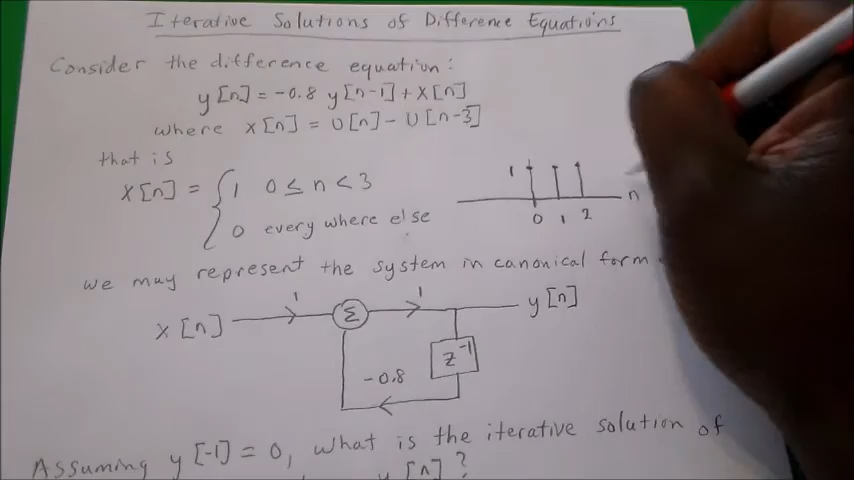 Iterative Solutions of Difference Equations
Consider the difference equation:
y[n] = -0.8 y[n-1] + x[n]
where x[n] = U[n] - U[n-3]
that is
x[n] = { 1 0 ≤ n < 3
0 every where else
1
n
0 1 2
we may represent the system in canonical form
x[n] 1 Σ 1 y[n]
z⁻¹
-0.8
Assuming y[-1] = 0, what is the iterative solution of
y[n]?